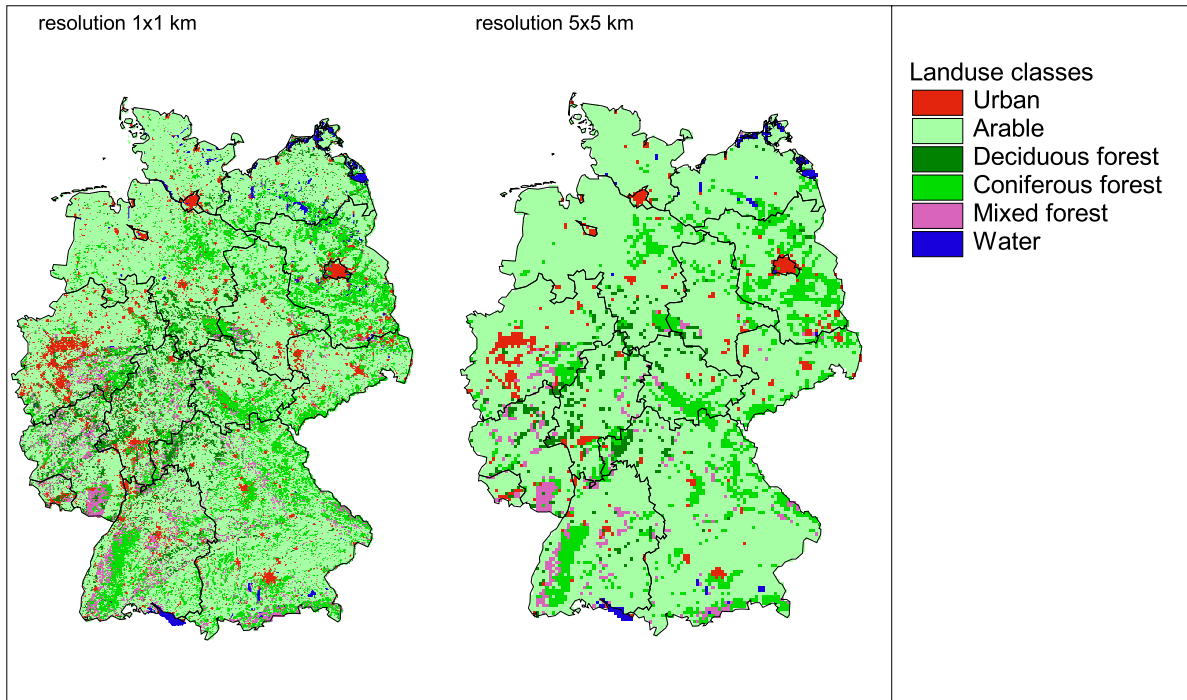 resolution 1x1 km
resolution 5x5 km
Landuse classes
Urban
Arable
Deciduous forest
Coniferous forest
Mixed forest
Water